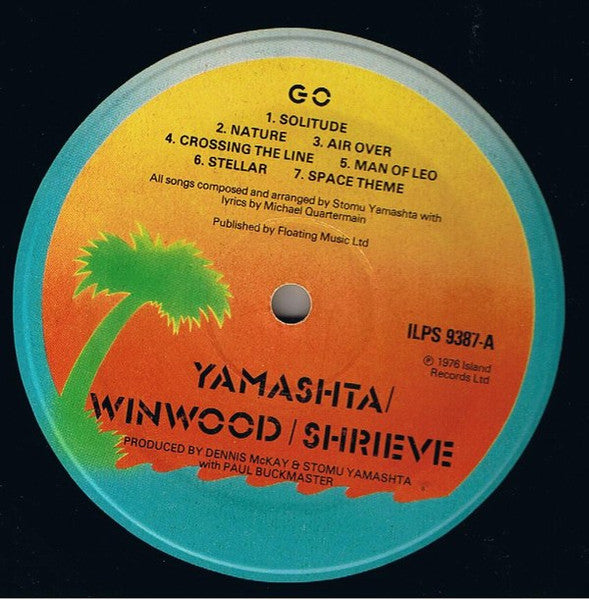 GO
1. SOLITUDE
2. NATURE 3. AIR OVER
4. CROSSING THE LINE 5. MAN OF LEO
6. STELLAR 7. SPACE THEME
All songs composed and arranged by Stomu Yamashta with
lyrics by Michael Quartermain
Published by Floating Music Ltd
ILPS 9387-A
℗ 1976 Island
Records Ltd
YAMASHTA/
WINWOOD/SHRIEVE
PRODUCED BY DENNIS McKAY & STOMU YAMASHTA
with PAUL BUCKMASTER